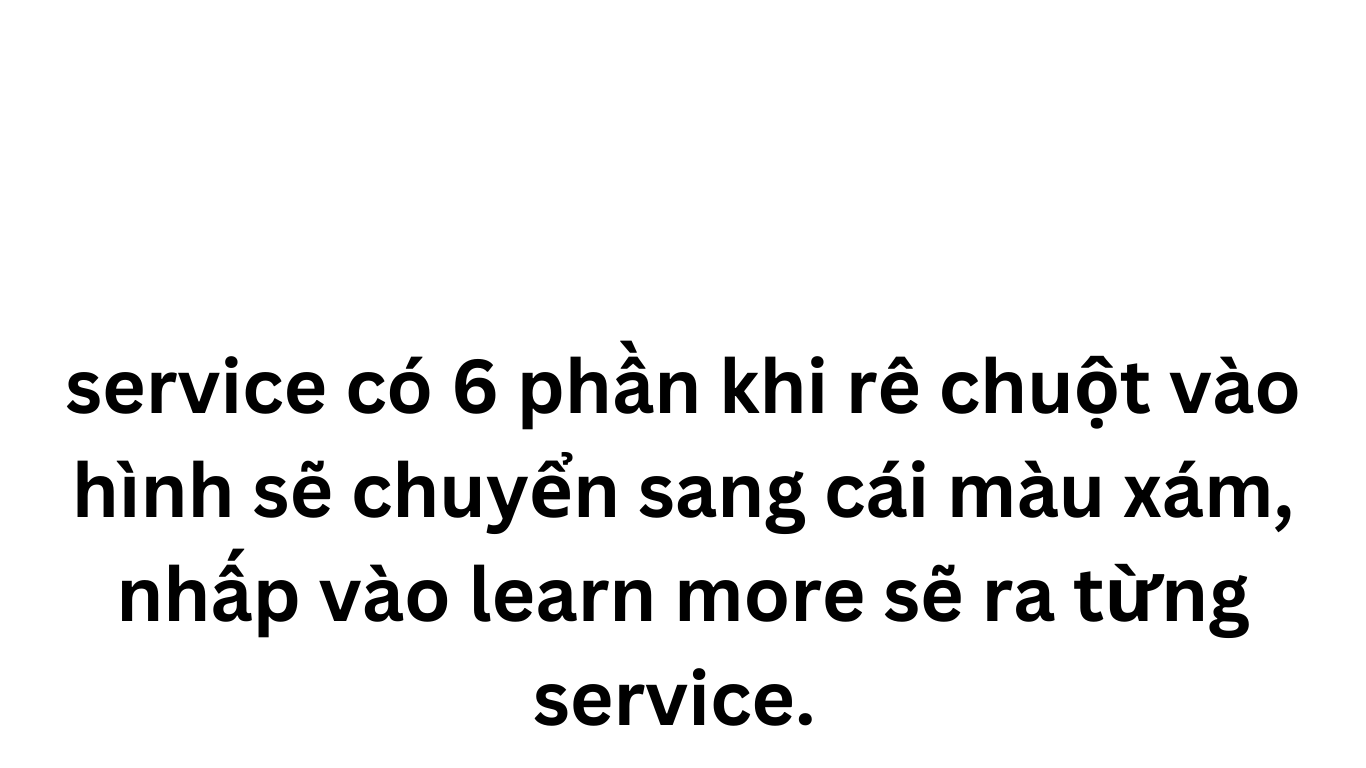 service có 6 phần khi rê chuột vào
hình sẽ chuyển sang cái màu xám,
nhấp vào learn more sẽ ra từng
service.